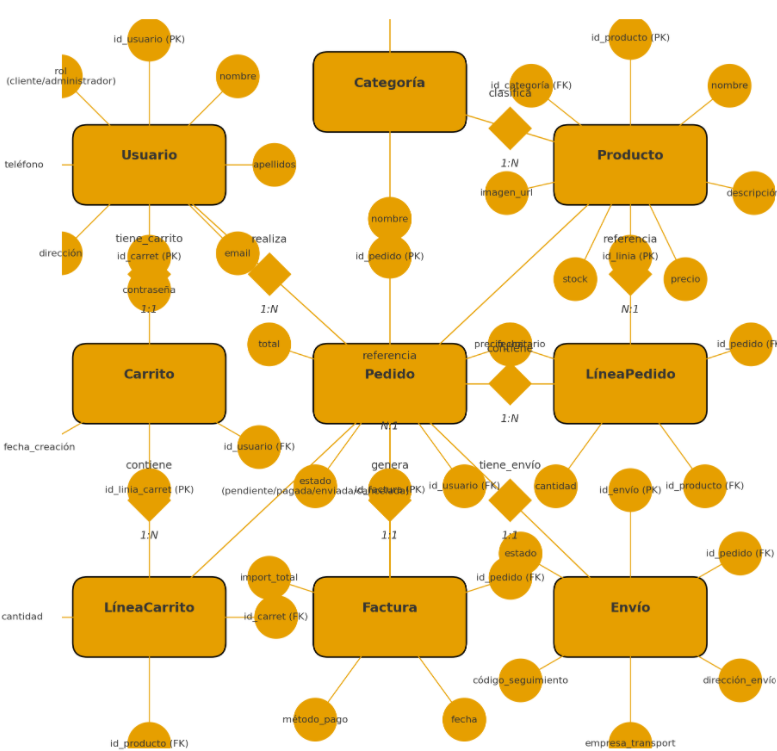 id_usuario (PK)
id_producto (PK)
rol
(cliente/administrador)
nombre
Categoría
id_categoría (FK)
nombre
clasifica
Usuario
Producto
teléfono
apellidos
1:N
imagen_url
descripción
nombre
dirección
tiene_carrito
email
realiza
referencia
id_carret (PK)
id_pedido (PK)
id_linia (PK)
stock
precio
contraseña
1:1
1:N
N:1
total
id_pedido (FK)
contiene
referencia
Carrito
Pedido
LíneaPedido
1:N
N:1
fecha_creación
id_usuario (FK)
contiene
genera
tiene_envío
estado
(pendiente/pagada/enviada/cancelada)
id_linia_carret (PK)
id_factura (PK)
id_usuario (FK)
cantidad
id_envío (PK)
id_producto (FK)
1:N
1:1
1:1
estado
id_pedido (FK)
import_total
id_pedido (FK)
LíneaCarrito
Factura
Envío
cantidad
id_carret (FK)
código_seguimiento
dirección_envío
método_pago
fecha
id_producto (FK)
empresa_transport